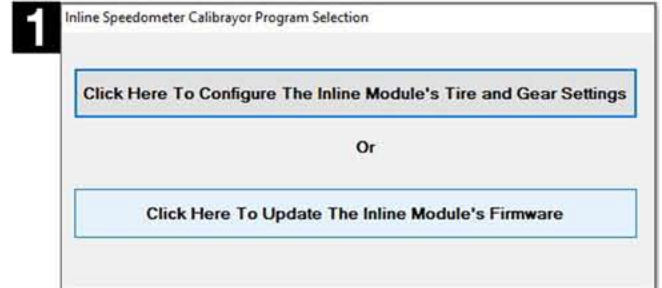 1
Inline Speedometer Calibrayor Program Selection
Click Here To Configure The Inline Module's Tire and Gear Settings
Or
Click Here To Update The Inline Module's Firmware